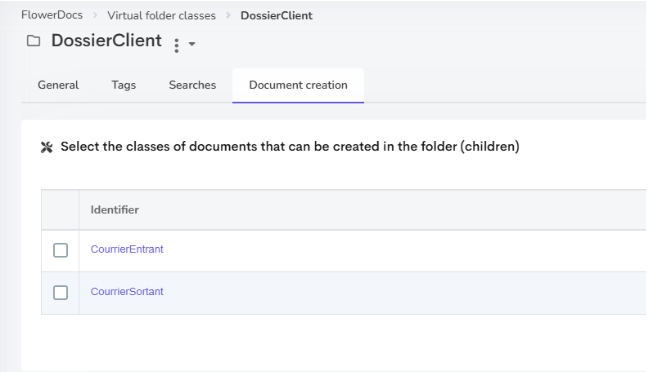 FlowerDocs > Virtual folder classes > DossierClient
DossierClient
General Tags Searches Document creation
Select the classes of documents that can be created in the folder (children)
Identifier
CourrierEntrant
CourrierSortant